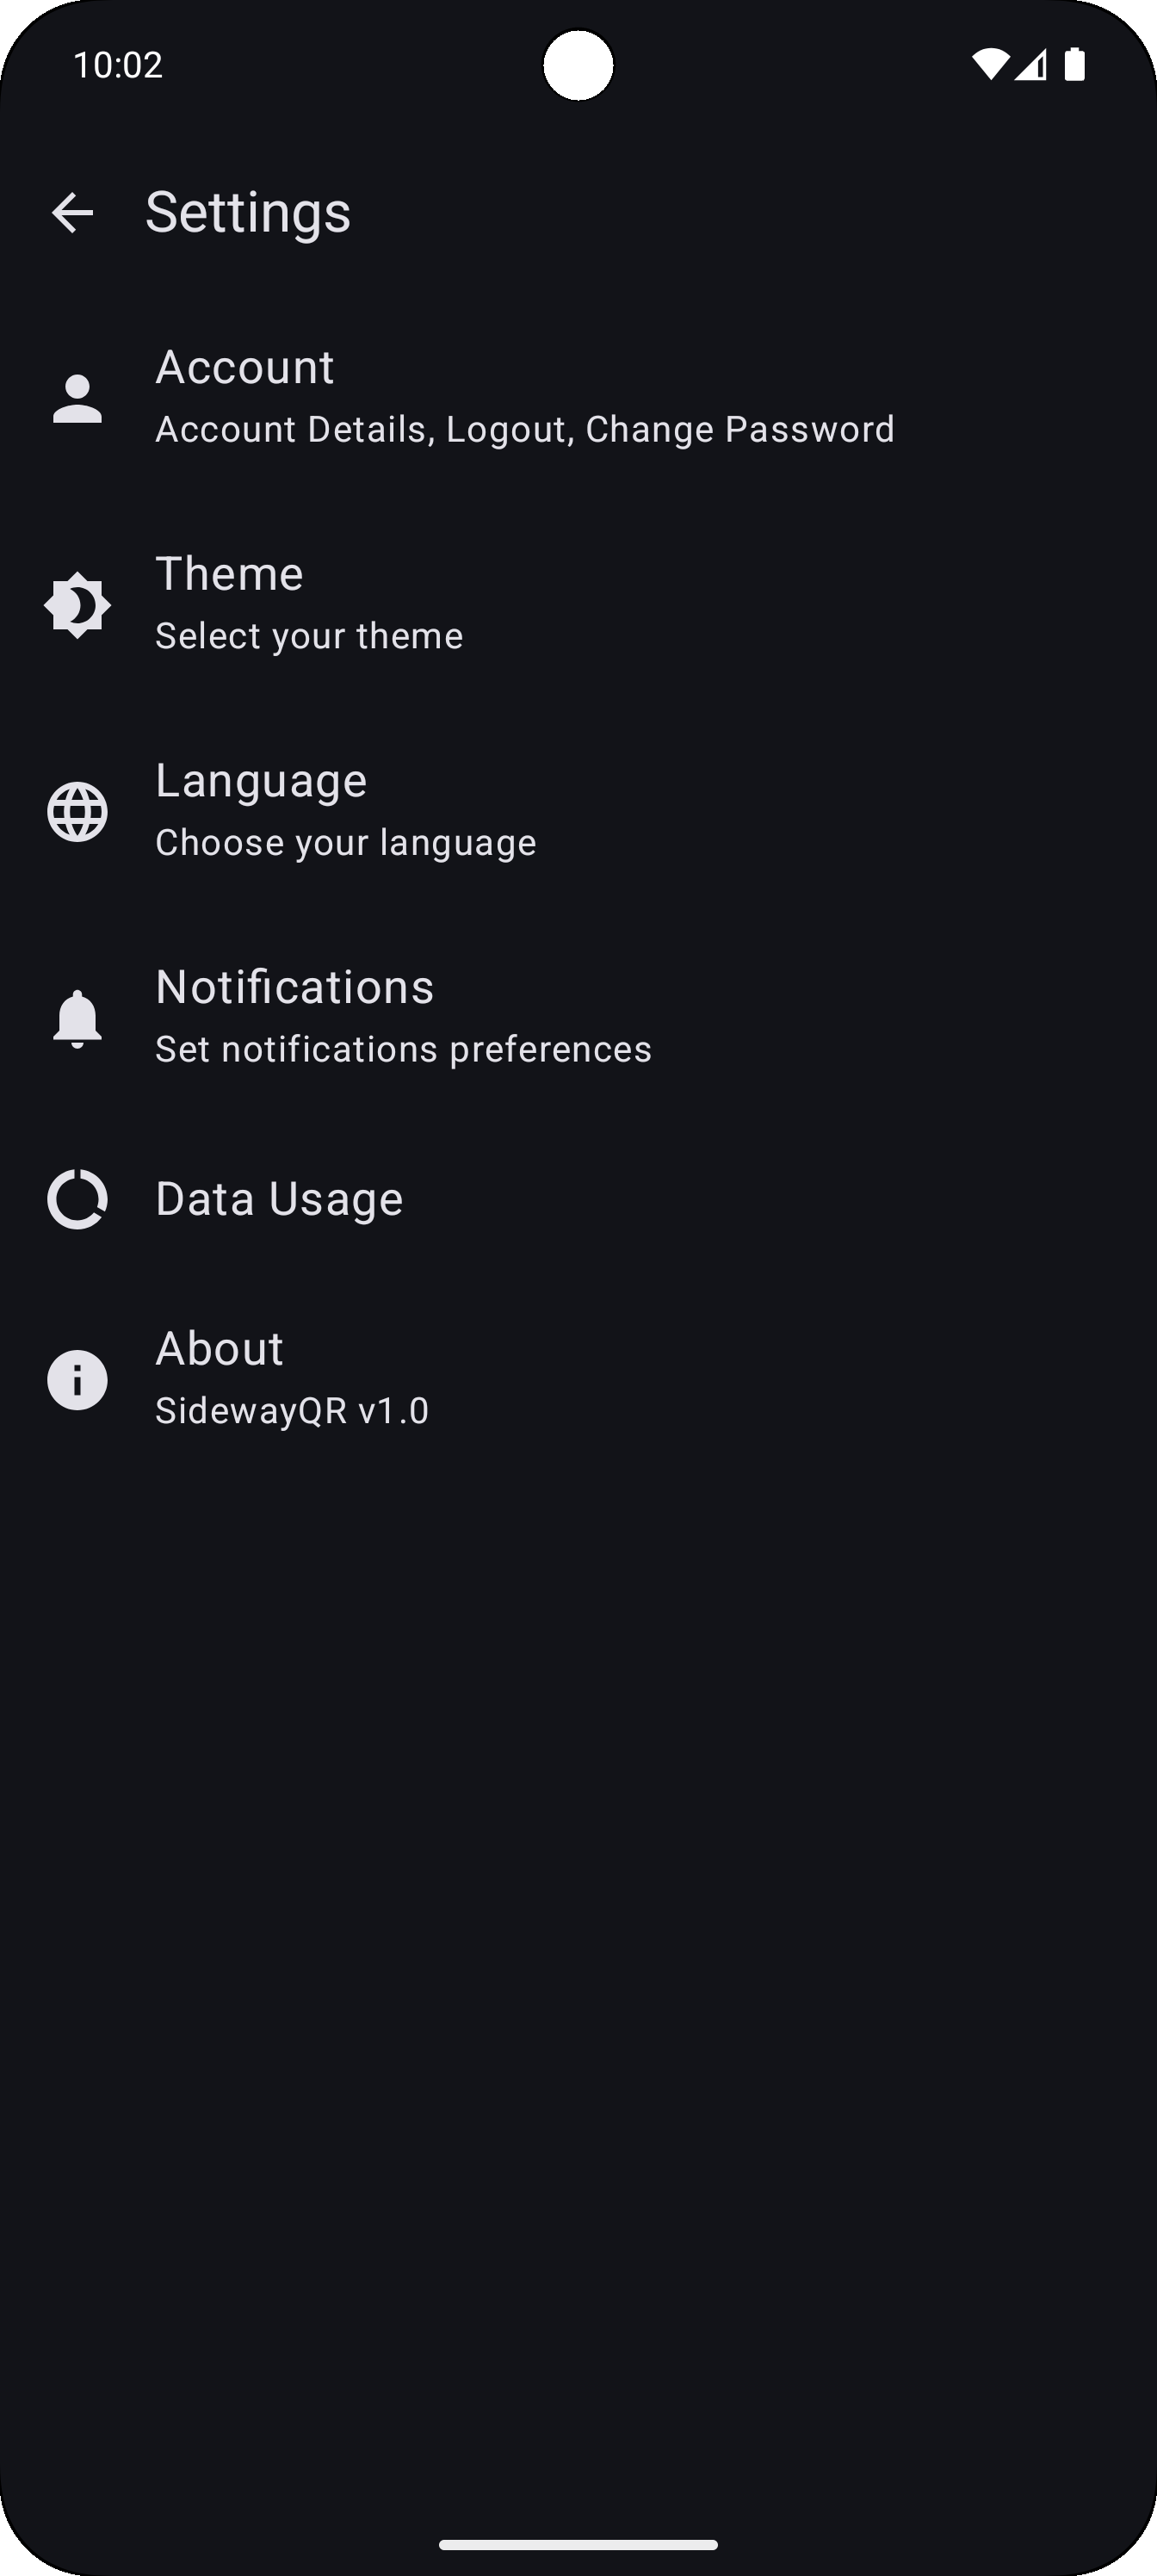 10:02
Settings
Account
Account Details, Logout, Change Password
Theme
Select your theme
Language
Choose your language
Notifications
Set notifications preferences
Data Usage
About
SidewayQR v1.0